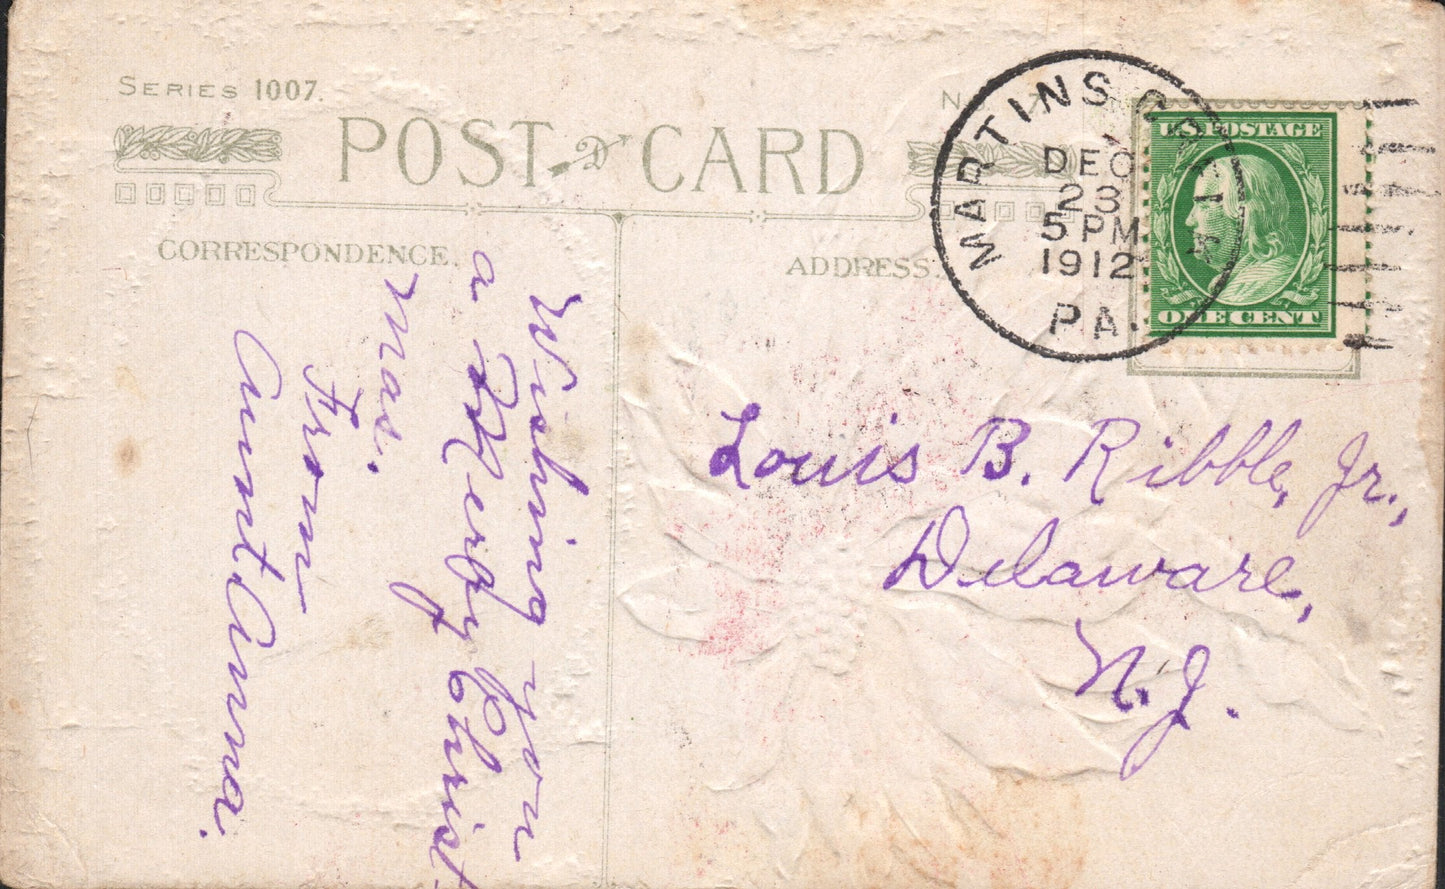 SERIES 1007.
POST CARD
CORRESPONDENCE.
ADDRESS.
MARTINS CREEK
DEC
23
5 PM
1912
PA.
U.S. POSTAGE
ONE CENT
Wishing you
a Merry Christ-
mas.
From
Aunt Anna.
Louis B. Ribble, Jr.,
Delaware,
N.J.